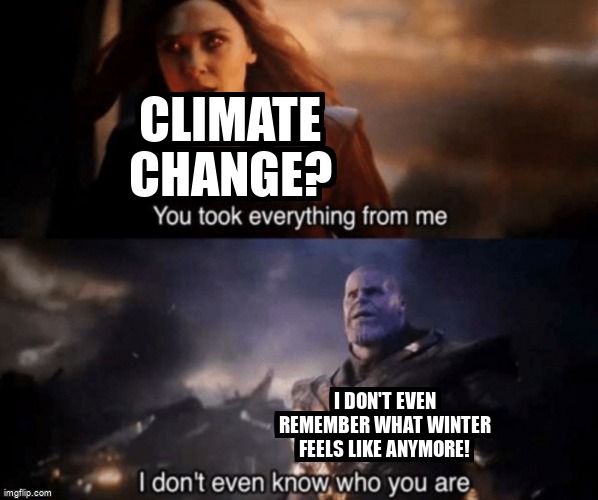 CLIMATE
CHANGE?
You took everything from me
I DON'T EVEN
REMEMBER WHAT WINTER
FEELS LIKE ANYMORE!
I don't even know who you are
imgflip.com